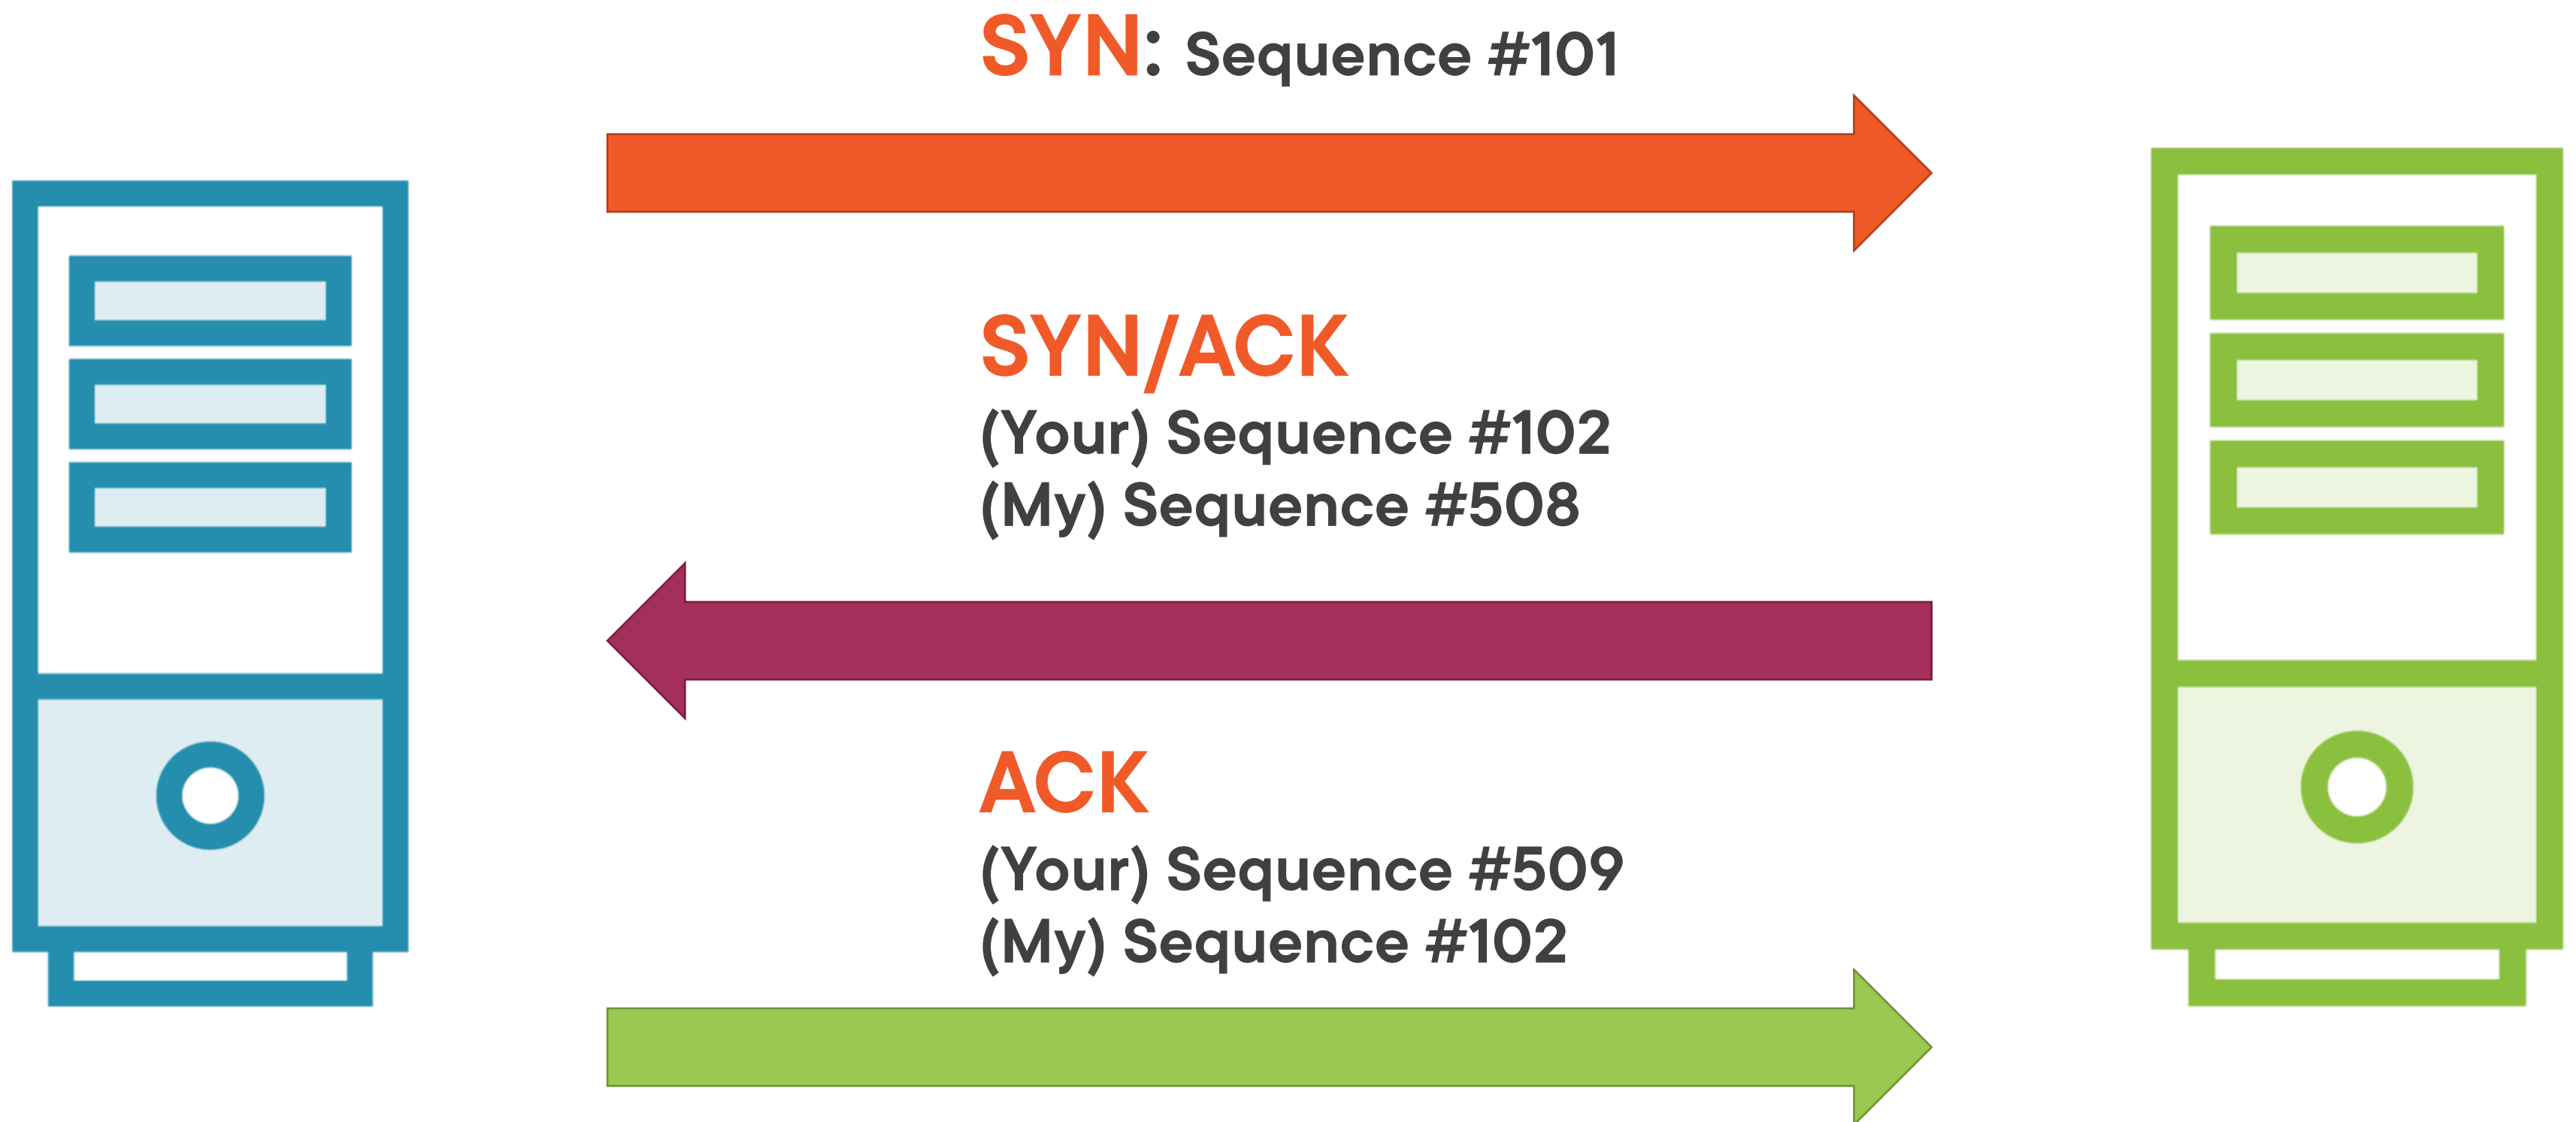 SYN: Sequence #101
SYN/ACK
(Your) Sequence #102
(My) Sequence #508
ACK
(Your) Sequence #509
(My) Sequence #102